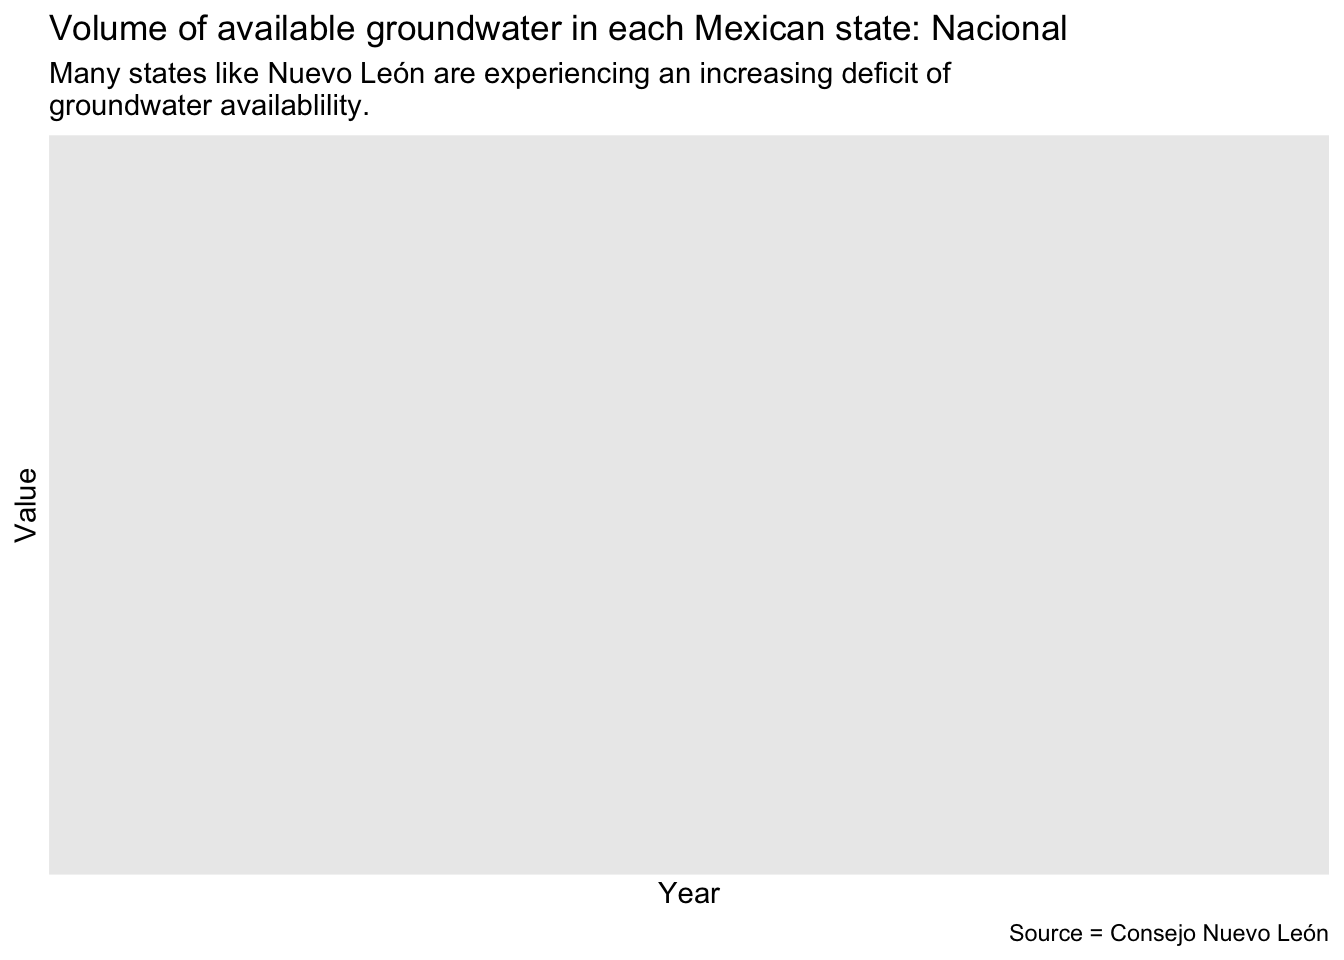 Volume of available groundwater in each Mexican state: Nacional
Many states like Nuevo León are experiencing an increasing deficit of
groundwater availablility.
Value
Year
Source = Consejo Nuevo León